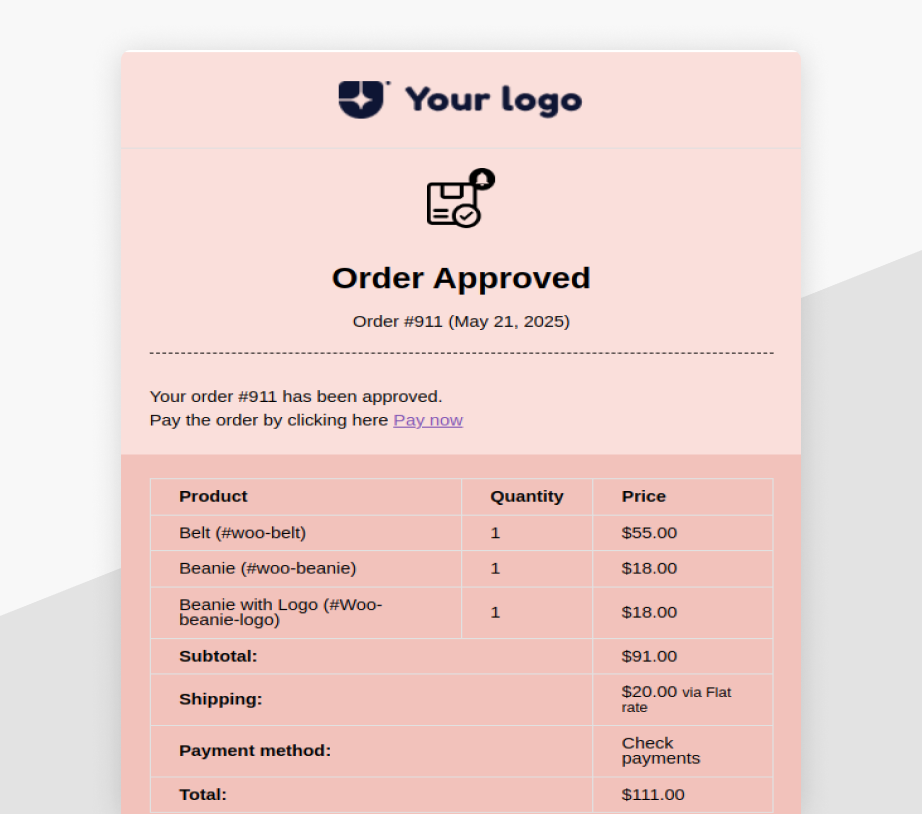 Your logo
Order Approved
Order #911 (May 21, 2025)
Your order #911 has been approved.
Pay the order by clicking here Pay now
Product Quantity Price
Belt (#woo-belt) 1 $55.00
Beanie (#woo-beanie) 1 $18.00
Beanie with Logo (#Woo-
beanie-logo) 1 $18.00
Subtotal: $91.00
Shipping: $20.00 via Flat
rate
Payment method: Check
payments
Total: $111.00